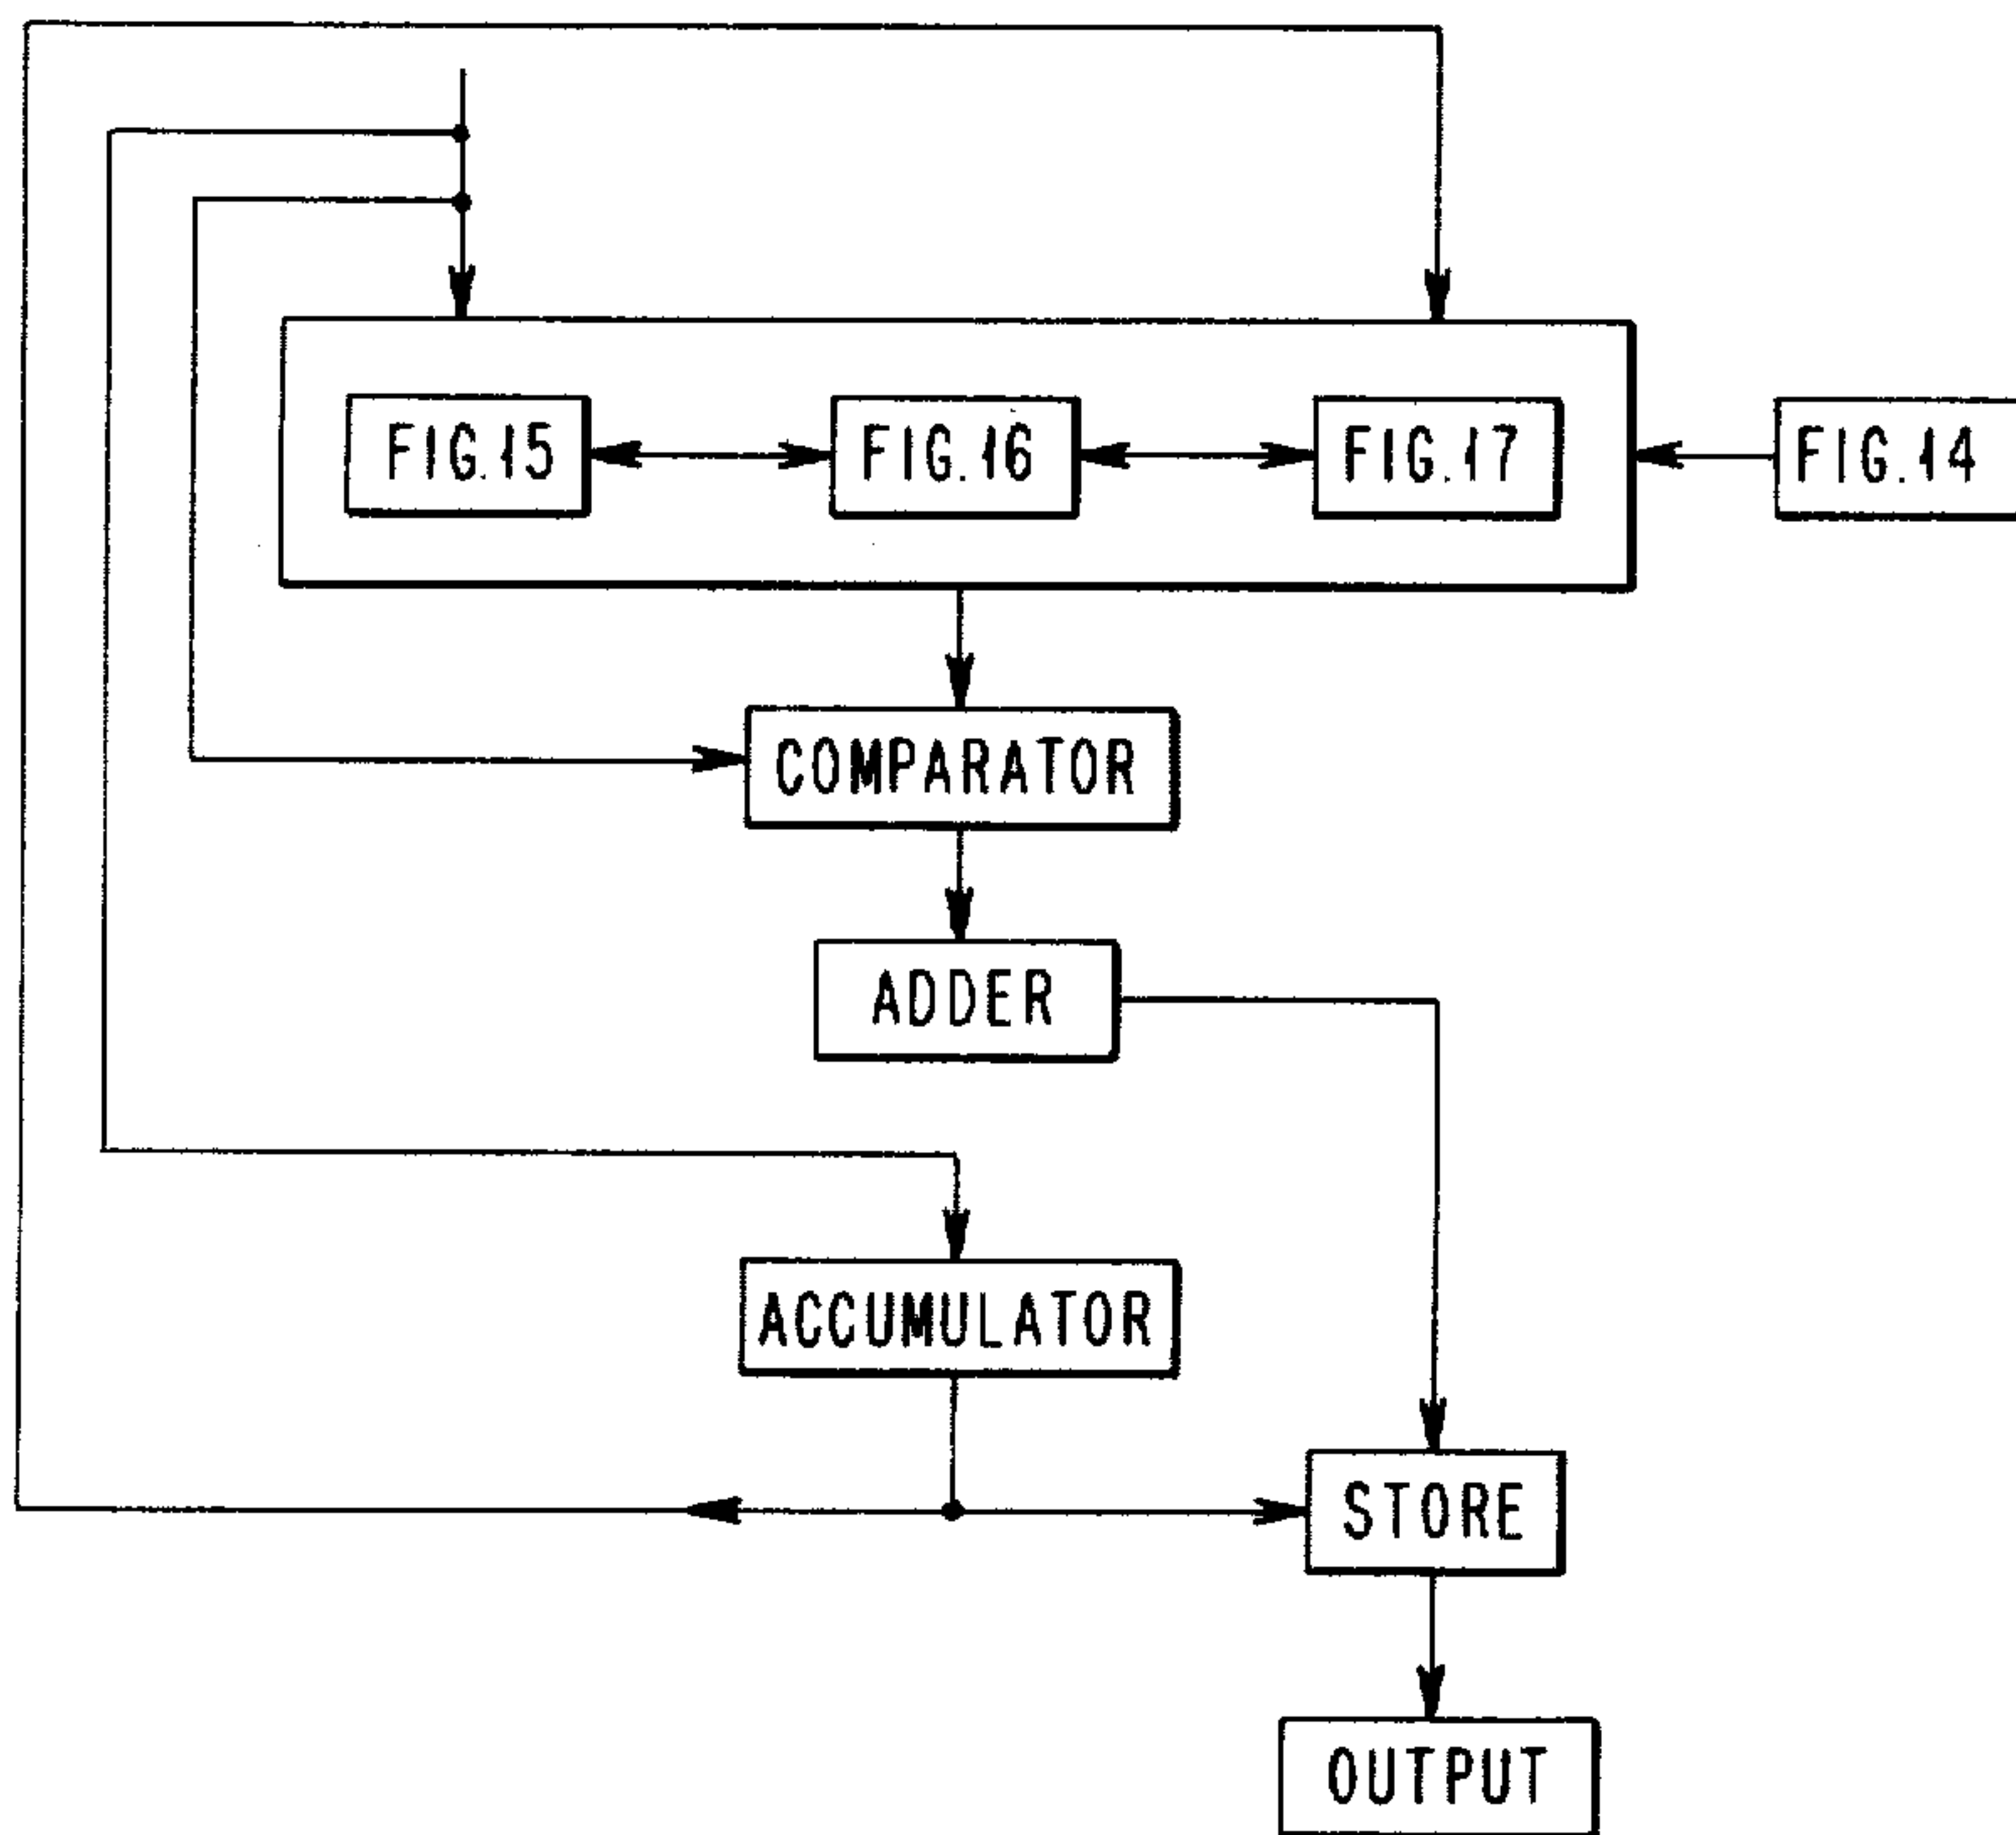 FIG.15
FIG.16
FIG.17
FIG.14
COMPARATOR
ADDER
ACCUMULATOR
STORE
OUTPUT